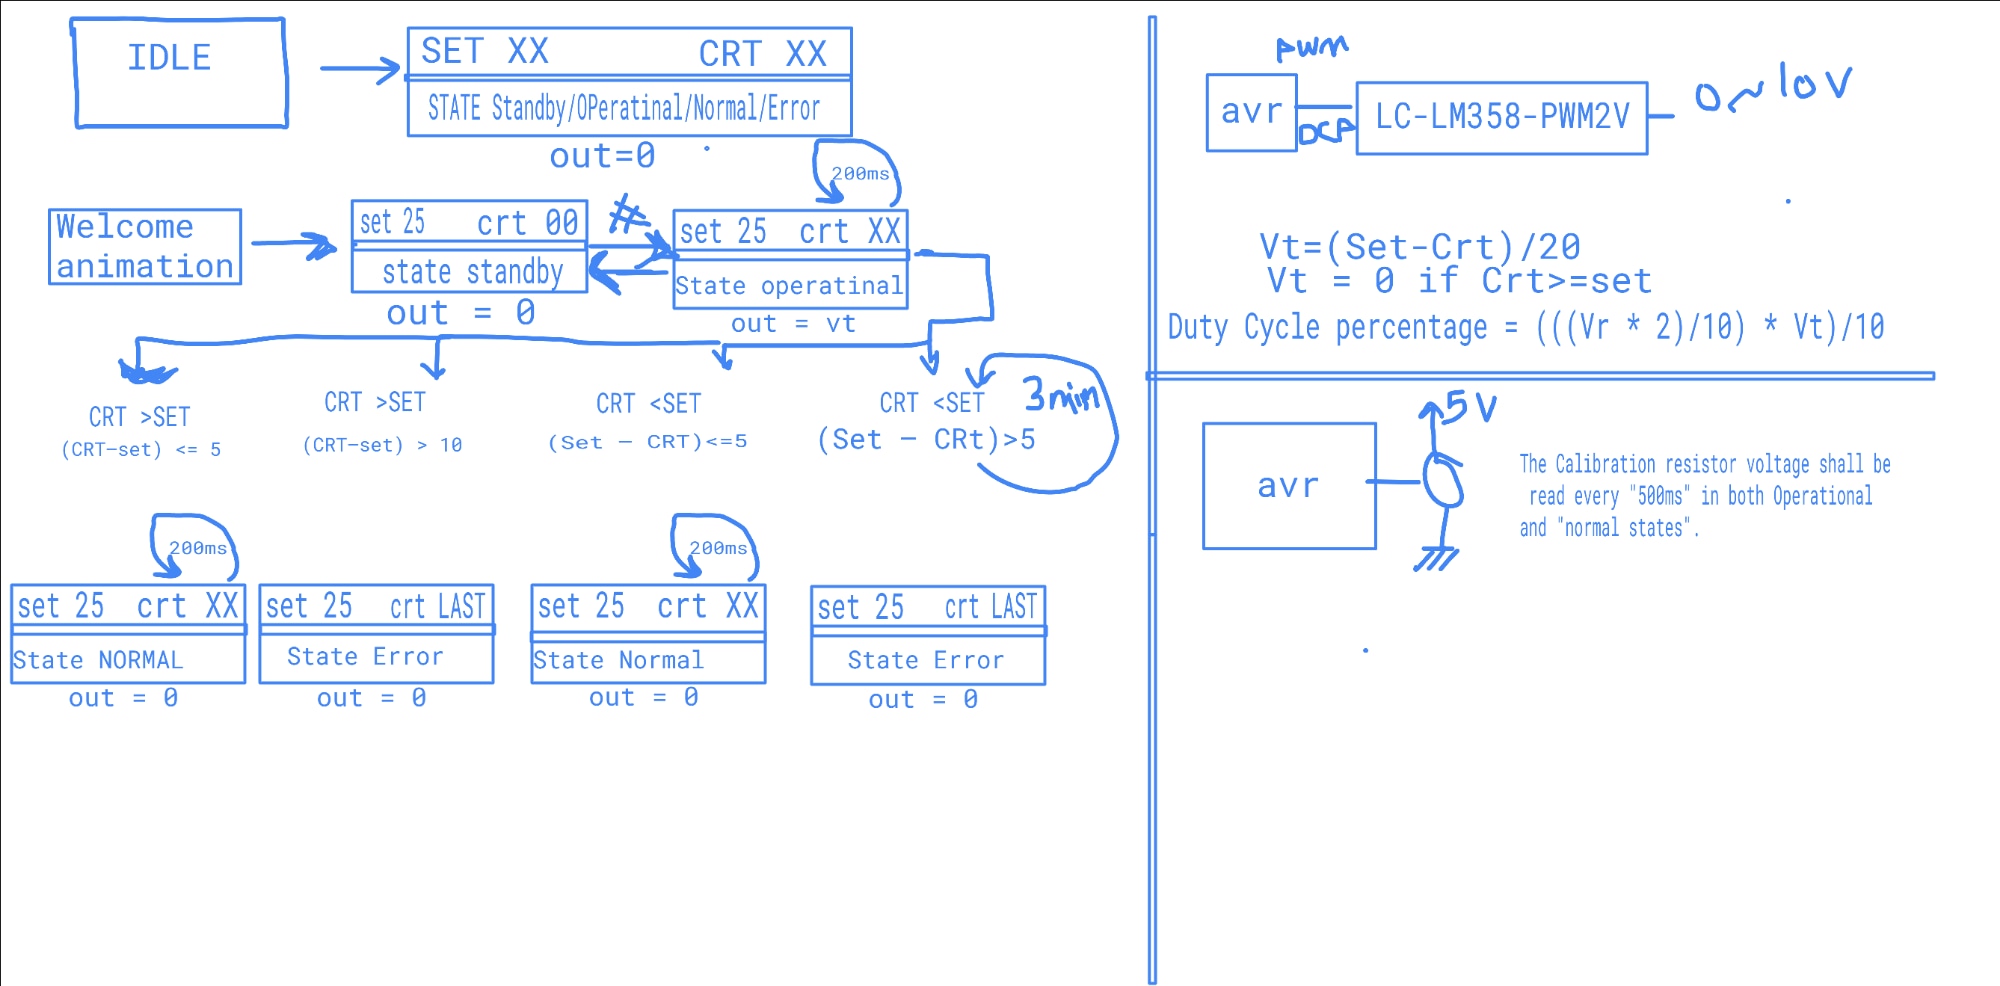 IDLE
SET XX CRT XX
STATE Standby/OPeratinal/Normal/Error
out=0
200ms
Welcome
animation
set 25 crt 00
state standby
out = 0
#
set 25 crt XX
State operatinal
out = vt
CRT >SET
(CRT-set) <= 5
CRT >SET
(CRT-set) > 10
CRT <SET
(Set - CRT)<=5
CRT <SET
(Set - CRt)>5
3min
200ms
set 25 crt XX
State NORMAL
out = 0
set 25 crt LAST
State Error
out = 0
200ms
set 25 crt XX
State Normal
out = 0
set 25 crt LAST
State Error
out = 0
PWM
avr
LC-LM358-PWM2V
0~10V
Vt=(Set-Crt)/20
Vt = 0 if Crt>=set
Duty Cycle percentage = (((Vr * 2)/10) * Vt)/10
5V
avr
The Calibration resistor voltage shall be
read every "500ms" in both Operational
and "normal states".